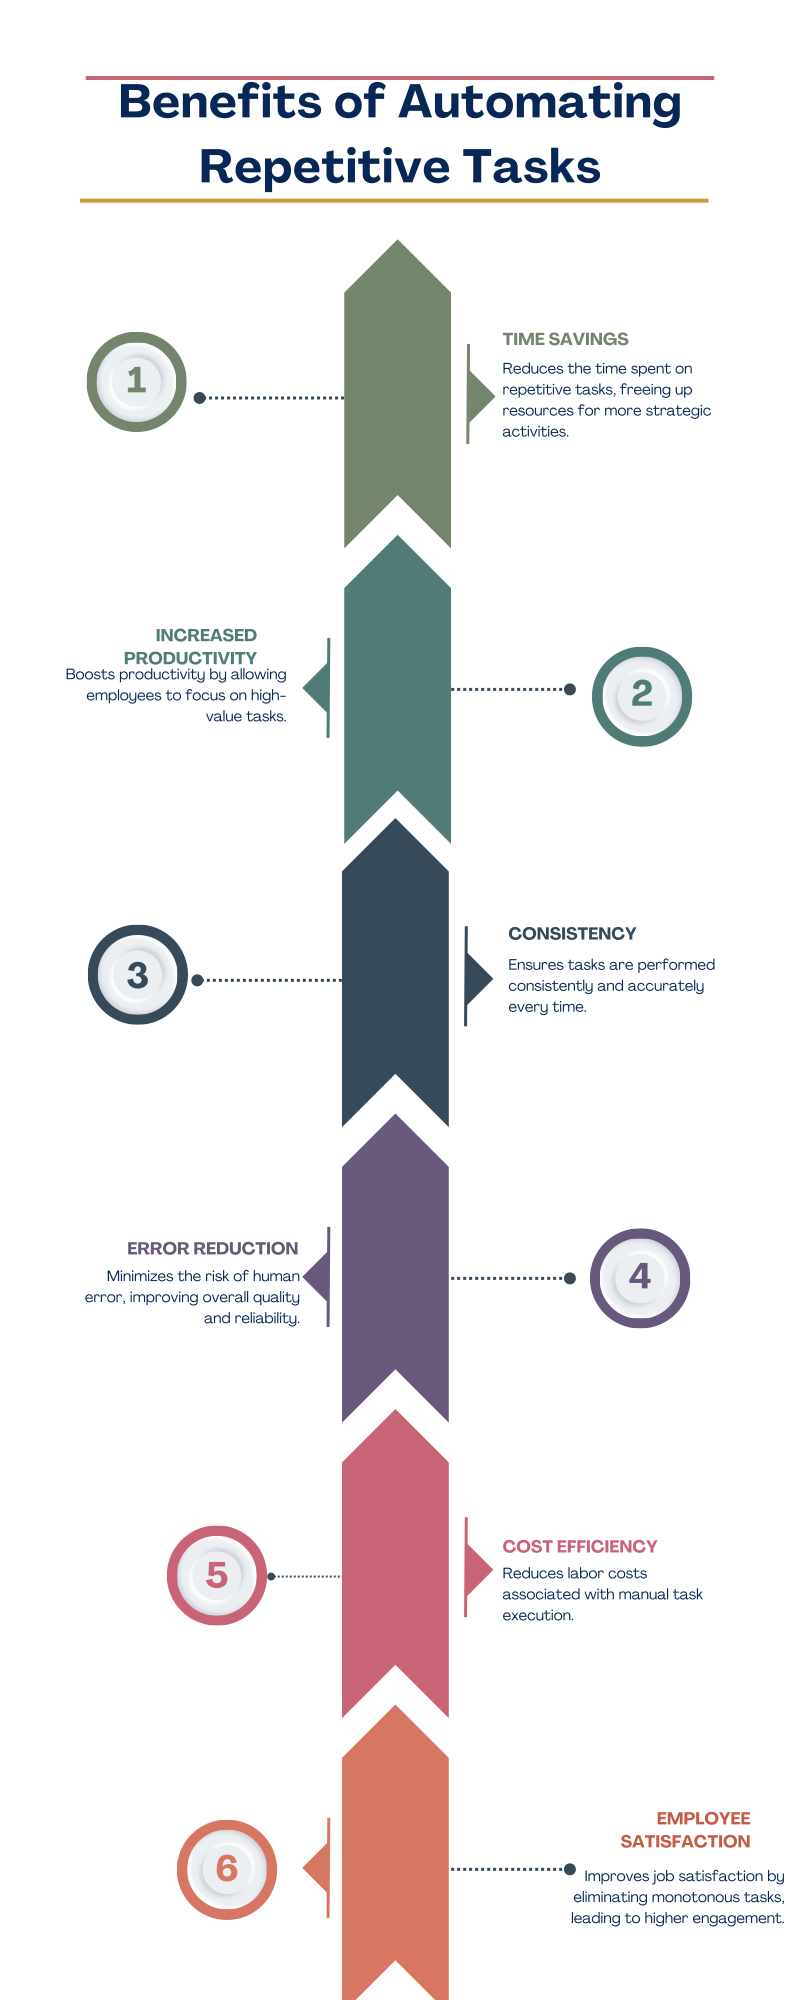 Benefits of Automating
Repetitive Tasks
1
TIME SAVINGS
Reduces the time spent on
repetitive tasks, freeing up
resources for more strategic
activities.
INCREASED
PRODUCTIVITY
Boosts productivity by allowing
employees to focus on high-
value tasks.
2
3
CONSISTENCY
Ensures tasks are performed
consistently and accurately
every time.
ERROR REDUCTION
Minimizes the risk of human
error, improving overall quality
and reliability.
4
5
COST EFFICIENCY
Reduces labor costs
associated with manual task
execution.
6
EMPLOYEE
SATISFACTION
Improves job satisfaction by
eliminating monotonous tasks,
leading to higher engagement.